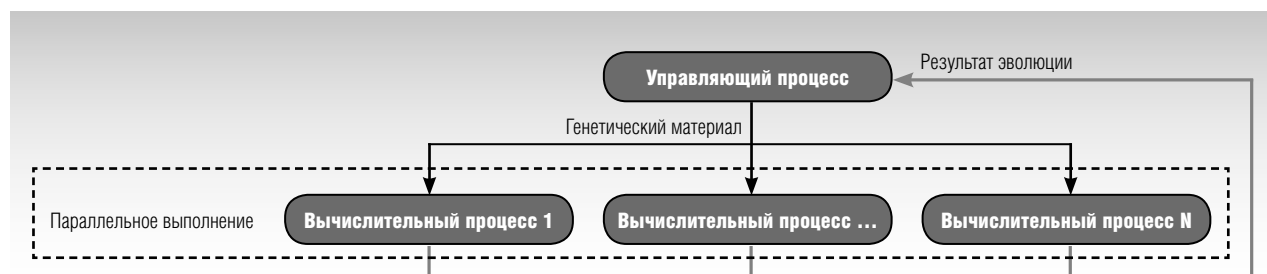 Результат эволюции
Управляющий процесс
Генетический материал
Параллельное выполнение
Вычислительный процесс 1
Вычислительный процесс ...
Вычислительный процесс N